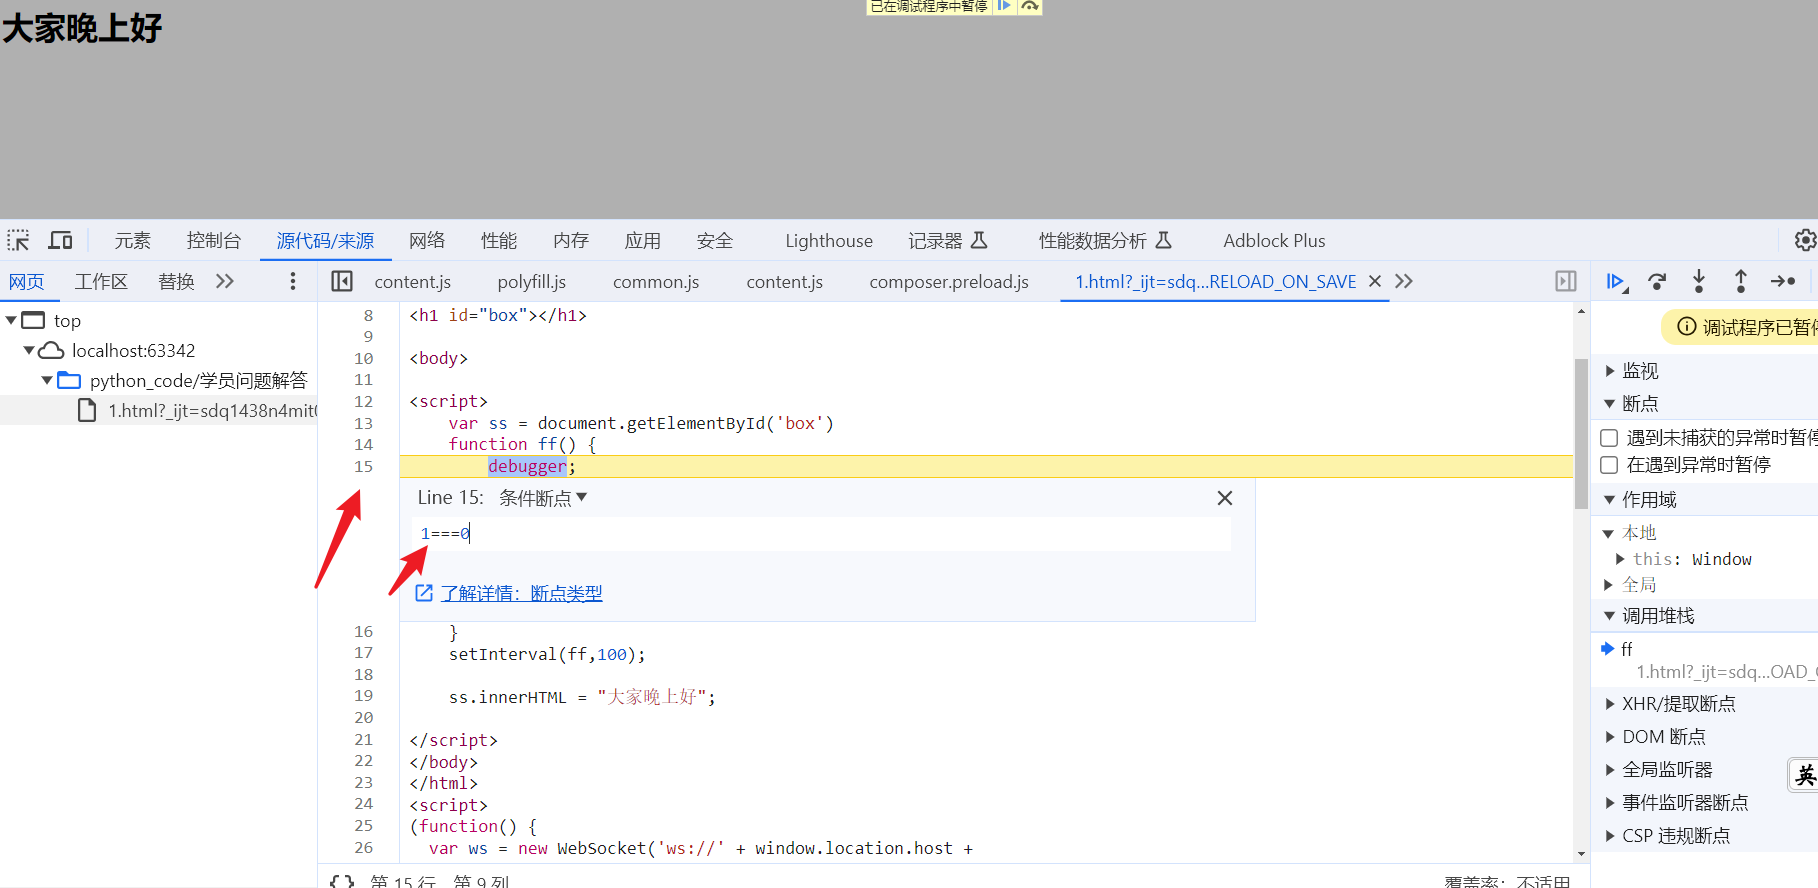 已在调试程序中暂停
大家晚上好
元素 控制台 源代码/来源 网络 性能 内存 应用 安全 Lighthouse 记录器 性能数据分析 Adblock Plus
网页 工作区 替换
content.js polyfill.js common.js content.js composer.preload.js 1.html?_ijt=sdq...RELOAD_ON_SAVE
top
localhost:63342
python_code/学员问题解答
1.html?_ijt=sdq1438n4mit
8 <h1 id="box"></h1>
9
10 <body>
11
12 <script>
13 var ss = document.getElementById('box')
14 function ff() {
15 debugger;
Line 15: 条件断点
1===0
了解详情：断点类型
16 }
17 setInterval(ff,100);
18
19 ss.innerHTML = "大家晚上好";
20
21 </script>
22 </body>
23 </html>
24 <script>
25 (function() {
26 var ws = new WebSocket('ws://' + window.location.host +
{} 第 15 行，第 9 列
覆盖率：不适用
调试程序已暂停
监视
断点
遇到未捕获的异常时暂停
在遇到异常时暂停
作用域
本地
this: Window
全局
调用堆栈
ff
1.html?_ijt=sdq...OAD_
XHR/提取断点
DOM 断点
全局监听器
事件监听器断点
CSP 违规断点
英